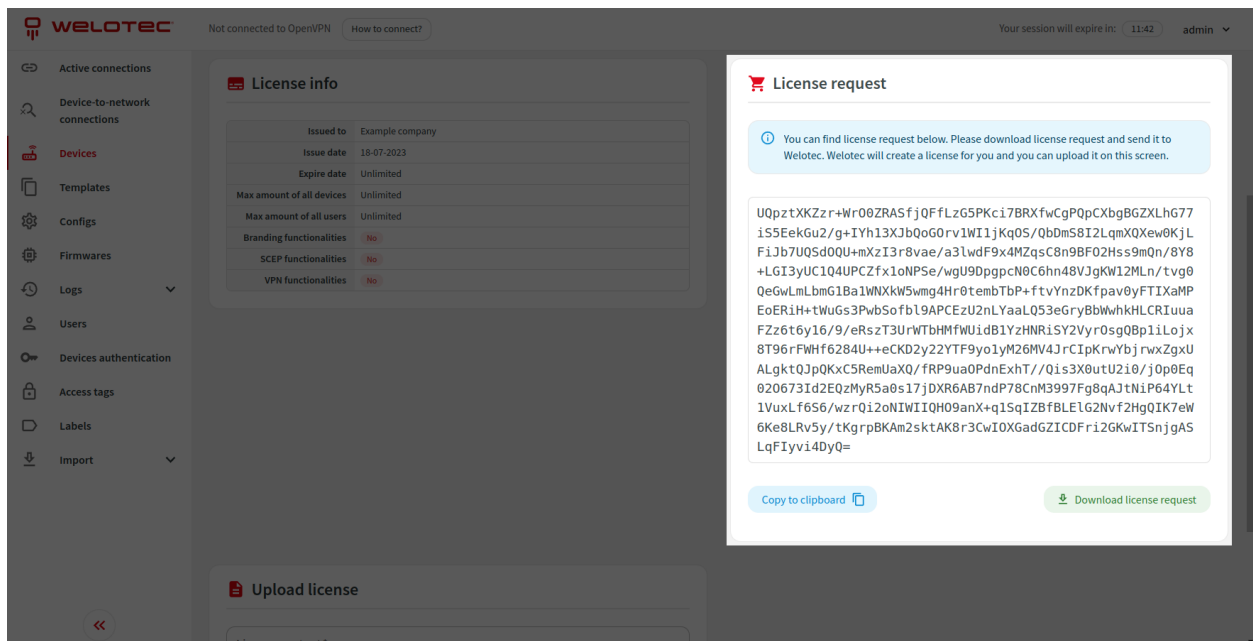 WELOTEC
Not connected to OpenVPN
How to connect?
Your session will expire in:
11:42
admin
Active connections
Device-to-network
connections
Devices
Templates
Configs
Firmwares
Logs
Users
Devices authentication
Access tags
Labels
Import
License info
Issued to Example company
Issue date 18-07-2023
Expire date Unlimited
Max amount of all devices Unlimited
Max amount of all users Unlimited
Branding functionalities No
SCEP functionalities No
VPN functionalities No
License request
You can find license request below. Please download license request and send it to
Welotec. Welotec will create a license for you and you can upload it on this screen.
UQpztXKZzr+WrO0ZRASfjQFfLzG5PKci7BRXfwCgPQpCXbgBGZXLhG77
iS5EekGu2/g+IYh13XJbQoGOrv1WI1jKqOS/QbDmS8I2LqmXQXew0KjL
FiJb7UQSdOQU+mXzI3r8vae/a3lwdF9x4MZqsC8n9BFO2Hss9mQn/8Y8
+LGI3yUC1Q4UPCZfx1oNPSe/wgU9DpgpcN0C6hn48VJgKW12MLn/tvg0
QeGwLmLbmG1Ba1WNXkW5wmg4Hr0tembTbP+ftvYnzDKfpav0yFTIXaMP
EoERiH+tWuGs3PwbSofbl9APCEzU2nLYaaLQ53eGryBbWwhkHLCRIuua
FZz6t6y16/9/eRszT3UrWTbHMfWUidB1YzHNRiSY2VyrOsgQBp1iLojx
8T96rFWHf6284U++eCKD2y22YTF9yo1yM26MV4JrCIpKrwYbjrwxZgxU
ALgktQJpQKxC5RemUaXQ/fRP9uaOPdnExhT//Qis3X0utU2i0/jOp0Eq
02O673Id2EQzMyR5a0s17jDXR6AB7ndP78CnM3997Fg8qAJtNiP64YLt
1VuxLf6S6/wzrQi2oNIWIIQHO9anX+q1SqIZBfBLElG2Nvf2HgQIK7eW
6Ke8LRv5y/tKgrpBKAm2sktAK8r3CwIOXGadGZICDFri2GKwITSnjgAS
LqFIyvi4DyQ=
Copy to clipboard
Download license request
Upload license